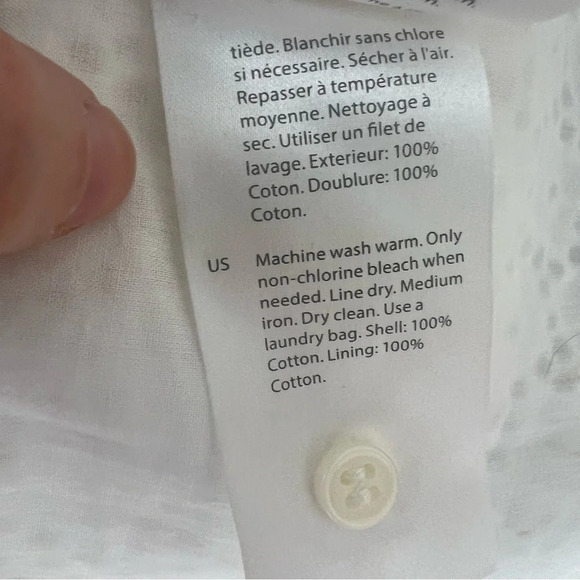 tiède. Blanchir sans chlore
si nécessaire. Sécher à l'air.
Repasser à température
moyenne. Nettoyage à
sec. Utiliser un filet de
lavage. Exterieur: 100%
Coton. Doublure: 100%
Coton.
US Machine wash warm. Only
non-chlorine bleach when
needed. Line dry. Medium
iron. Dry clean. Use a
laundry bag. Shell: 100%
Cotton. Lining: 100%
Cotton.